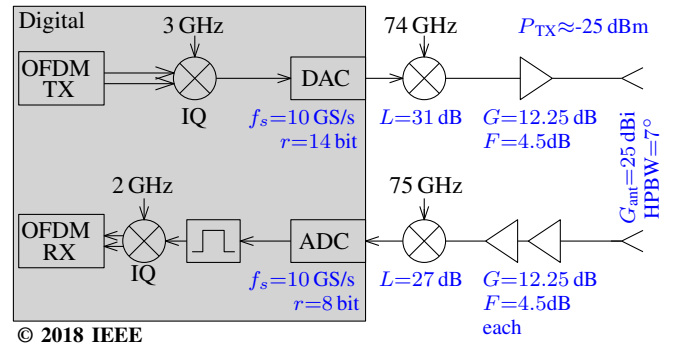 Digital
3 GHz
74 GHz
P_TX≈-25 dBm
OFDM
TX
DAC
IQ
f_s=10 GS/s
r=14 bit
L=31 dB
G=12.25 dB
F=4.5dB
G_ant=25 dBi
HPBW=7°
2 GHz
75 GHz
OFDM
RX
ADC
IQ
f_s=10 GS/s
r=8 bit
L=27 dB
G=12.25 dB
F=4.5dB
each
© 2018 IEEE